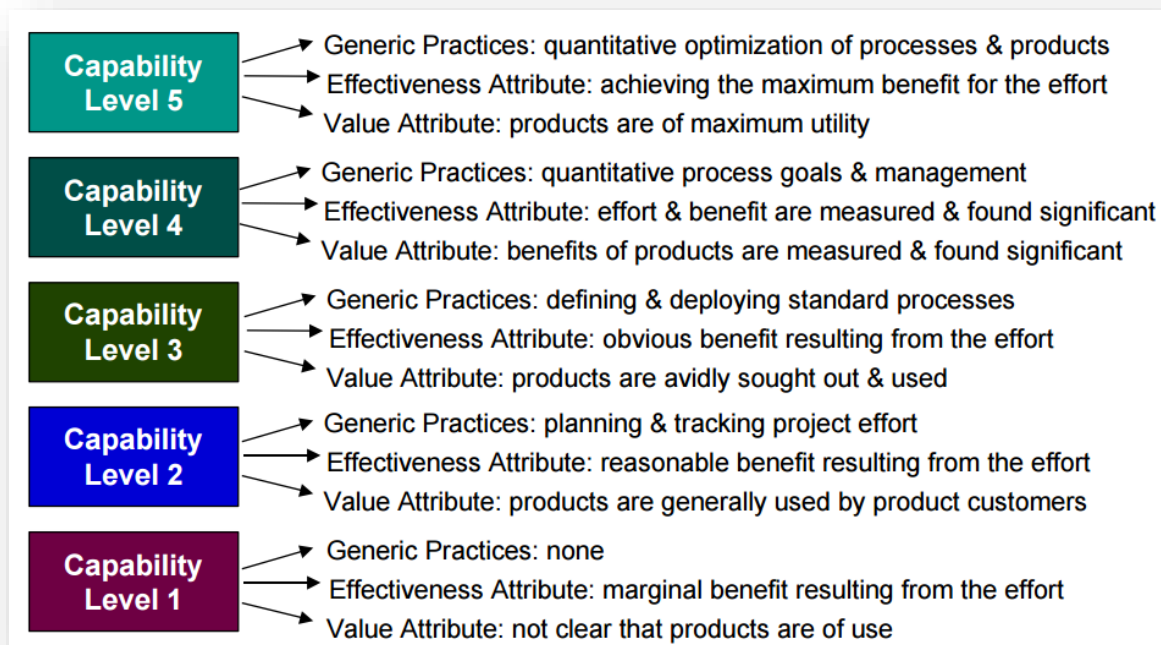 Capability
Level 5
Generic Practices: quantitative optimization of processes & products
Effectiveness Attribute: achieving the maximum benefit for the effort
Value Attribute: products are of maximum utility
Capability
Level 4
Generic Practices: quantitative process goals & management
Effectiveness Attribute: effort & benefit are measured & found significant
Value Attribute: benefits of products are measured & found significant
Capability
Level 3
Generic Practices: defining & deploying standard processes
Effectiveness Attribute: obvious benefit resulting from the effort
Value Attribute: products are avidly sought out & used
Capability
Level 2
Generic Practices: planning & tracking project effort
Effectiveness Attribute: reasonable benefit resulting from the effort
Value Attribute: products are generally used by product customers
Capability
Level 1
Generic Practices: none
Effectiveness Attribute: marginal benefit resulting from the effort
Value Attribute: not clear that products are of use